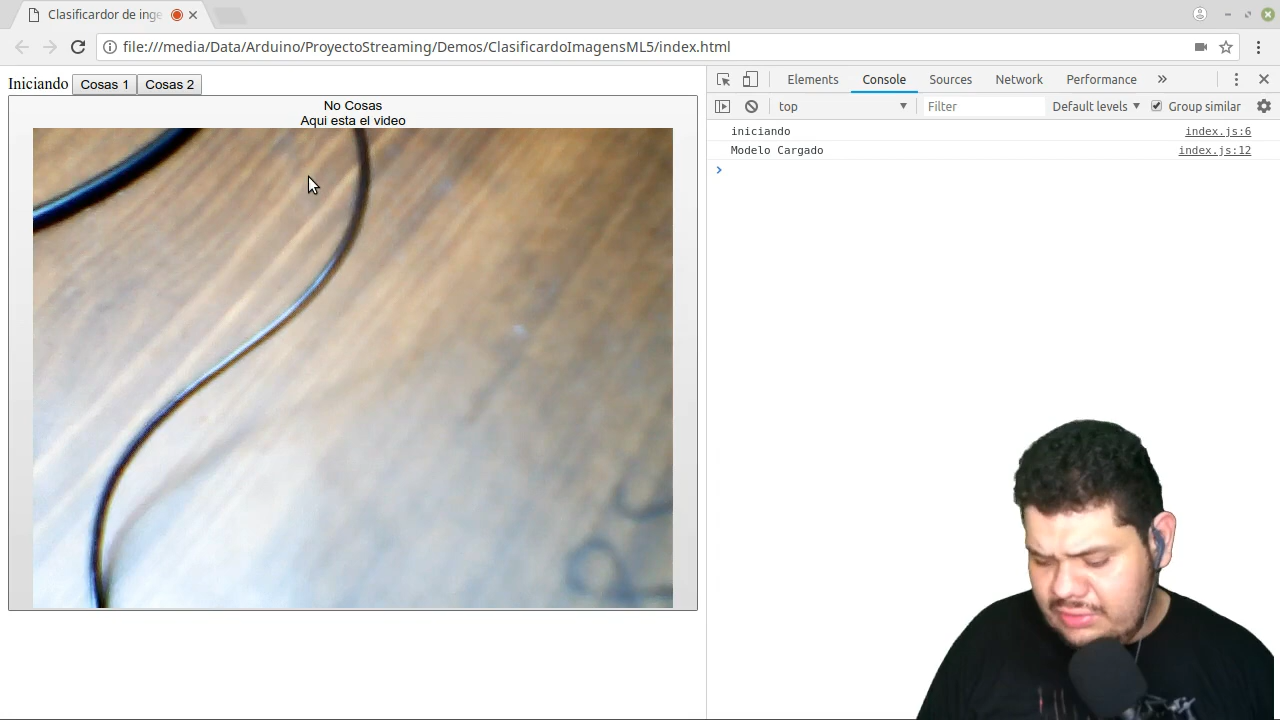 Clasificardor de inge
file:///media/Data/Arduino/ProyectoStreaming/Demos/ClasificardoImagensML5/index.html
Iniciando Cosas 1 Cosas 2
No Cosas
Aqui esta el video
Elements Console Sources Network Performance
top Filter Default levels Group similar
iniciando index.js:6
Modelo Cargado index.js:12